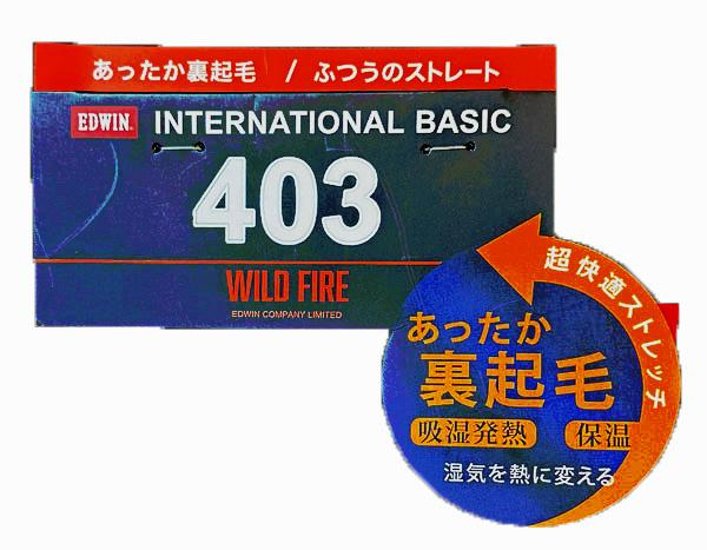 あったか裏起毛 / ふつうのストレート
EDWIN. INTERNATIONAL BASIC
403
WILD FIRE
EDWIN COMPANY LIMITED
超快適ストレッチ
あったか
裏起毛
吸湿発熱 保温
湿気を熱に変える